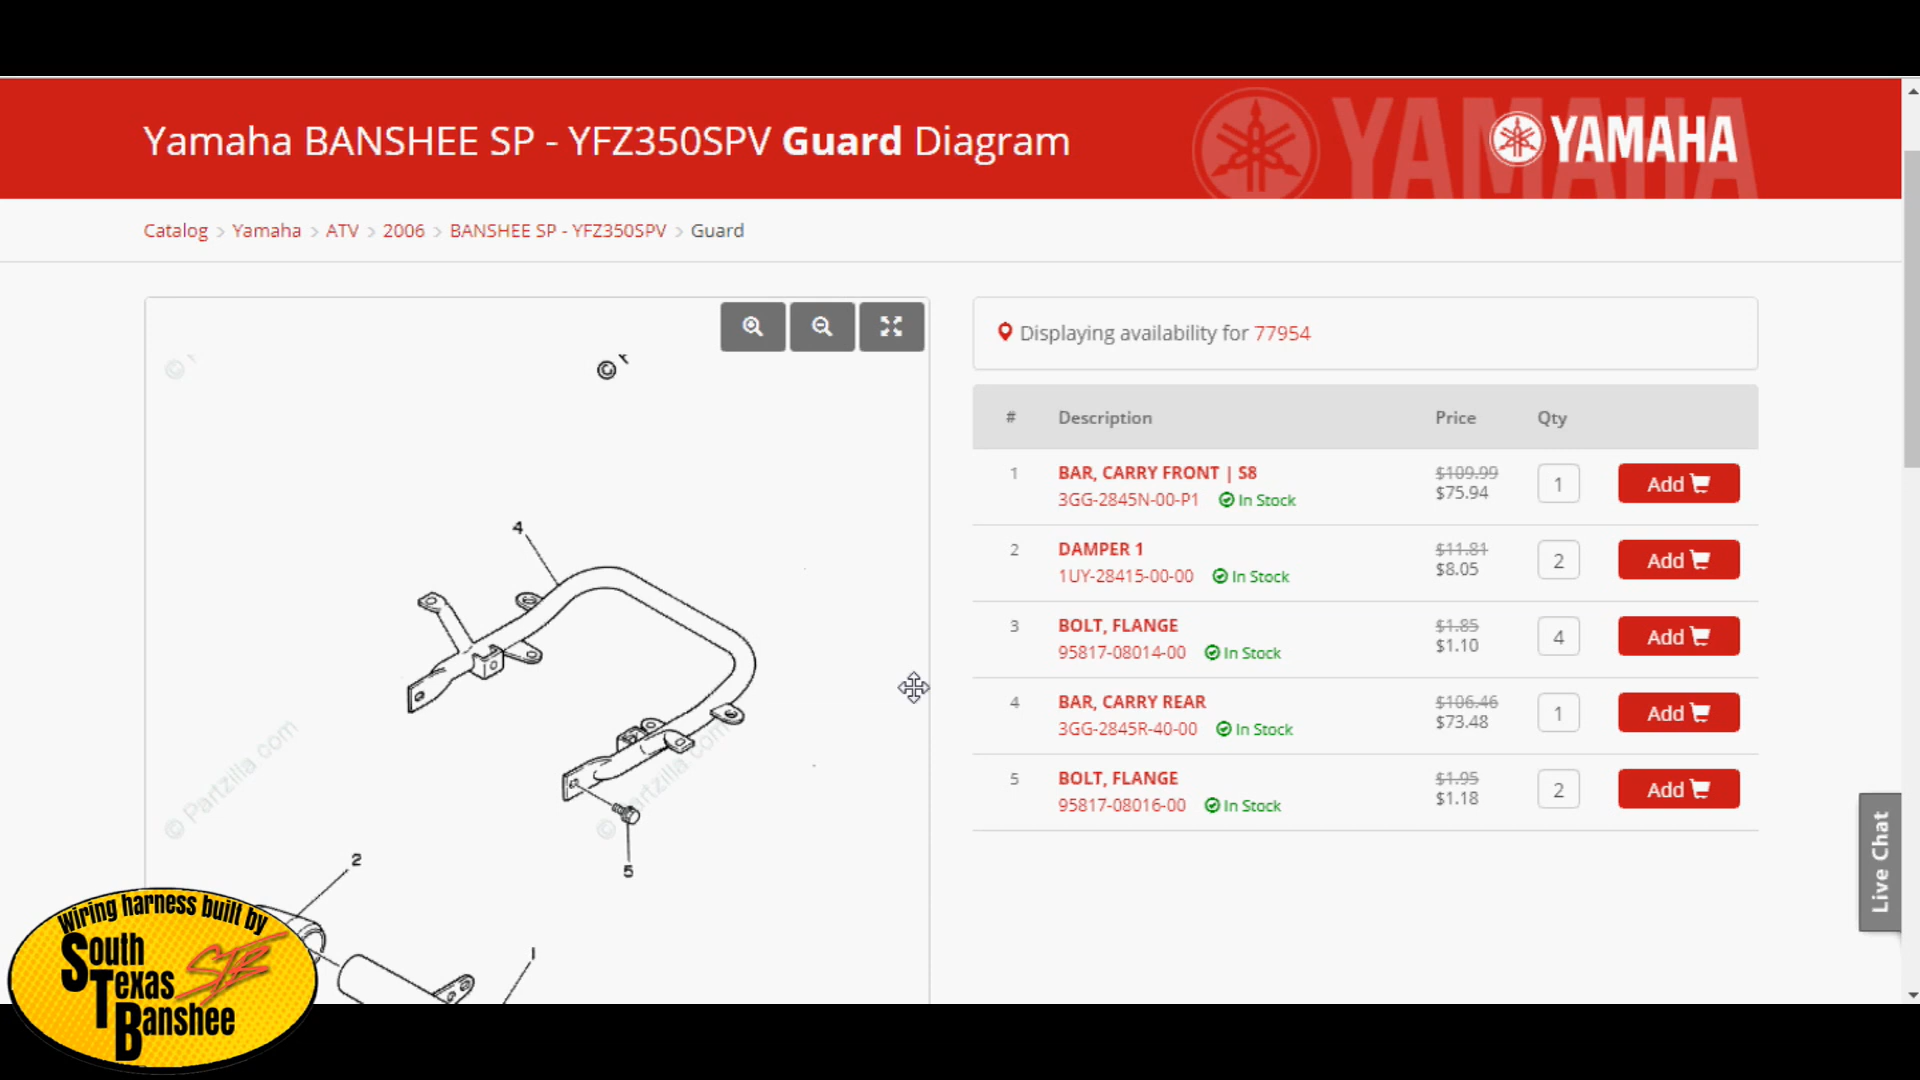 YAMAHA
Yamaha BANSHEE SP - YFZ350SPV Guard Diagram
YAMAHA
Catalog > Yamaha > ATV > 2006 > BANSHEE SP - YFZ350SPV > Guard
©
©
Displaying availability for 77954
# Description Price Qty
1 BAR, CARRY FRONT | S8 $109.99 $75.94 1 Add
3GG-2845N-00-P1 In Stock
2 DAMPER 1 $11.81 $8.05 2 Add
1UY-28415-00-00 In Stock
3 BOLT, FLANGE $1.85 $1.10 4 Add
95817-08014-00 In Stock
4 BAR, CARRY REAR $106.46 $73.48 1 Add
3GG-2845R-40-00 In Stock
5 BOLT, FLANGE $1.95 $1.18 2 Add
95817-08016-00 In Stock
4
5
2
1
© Partzilla.com
© artzilla.com
Live Chat
Wiring harness built by
South
Texas
Banshee
STB